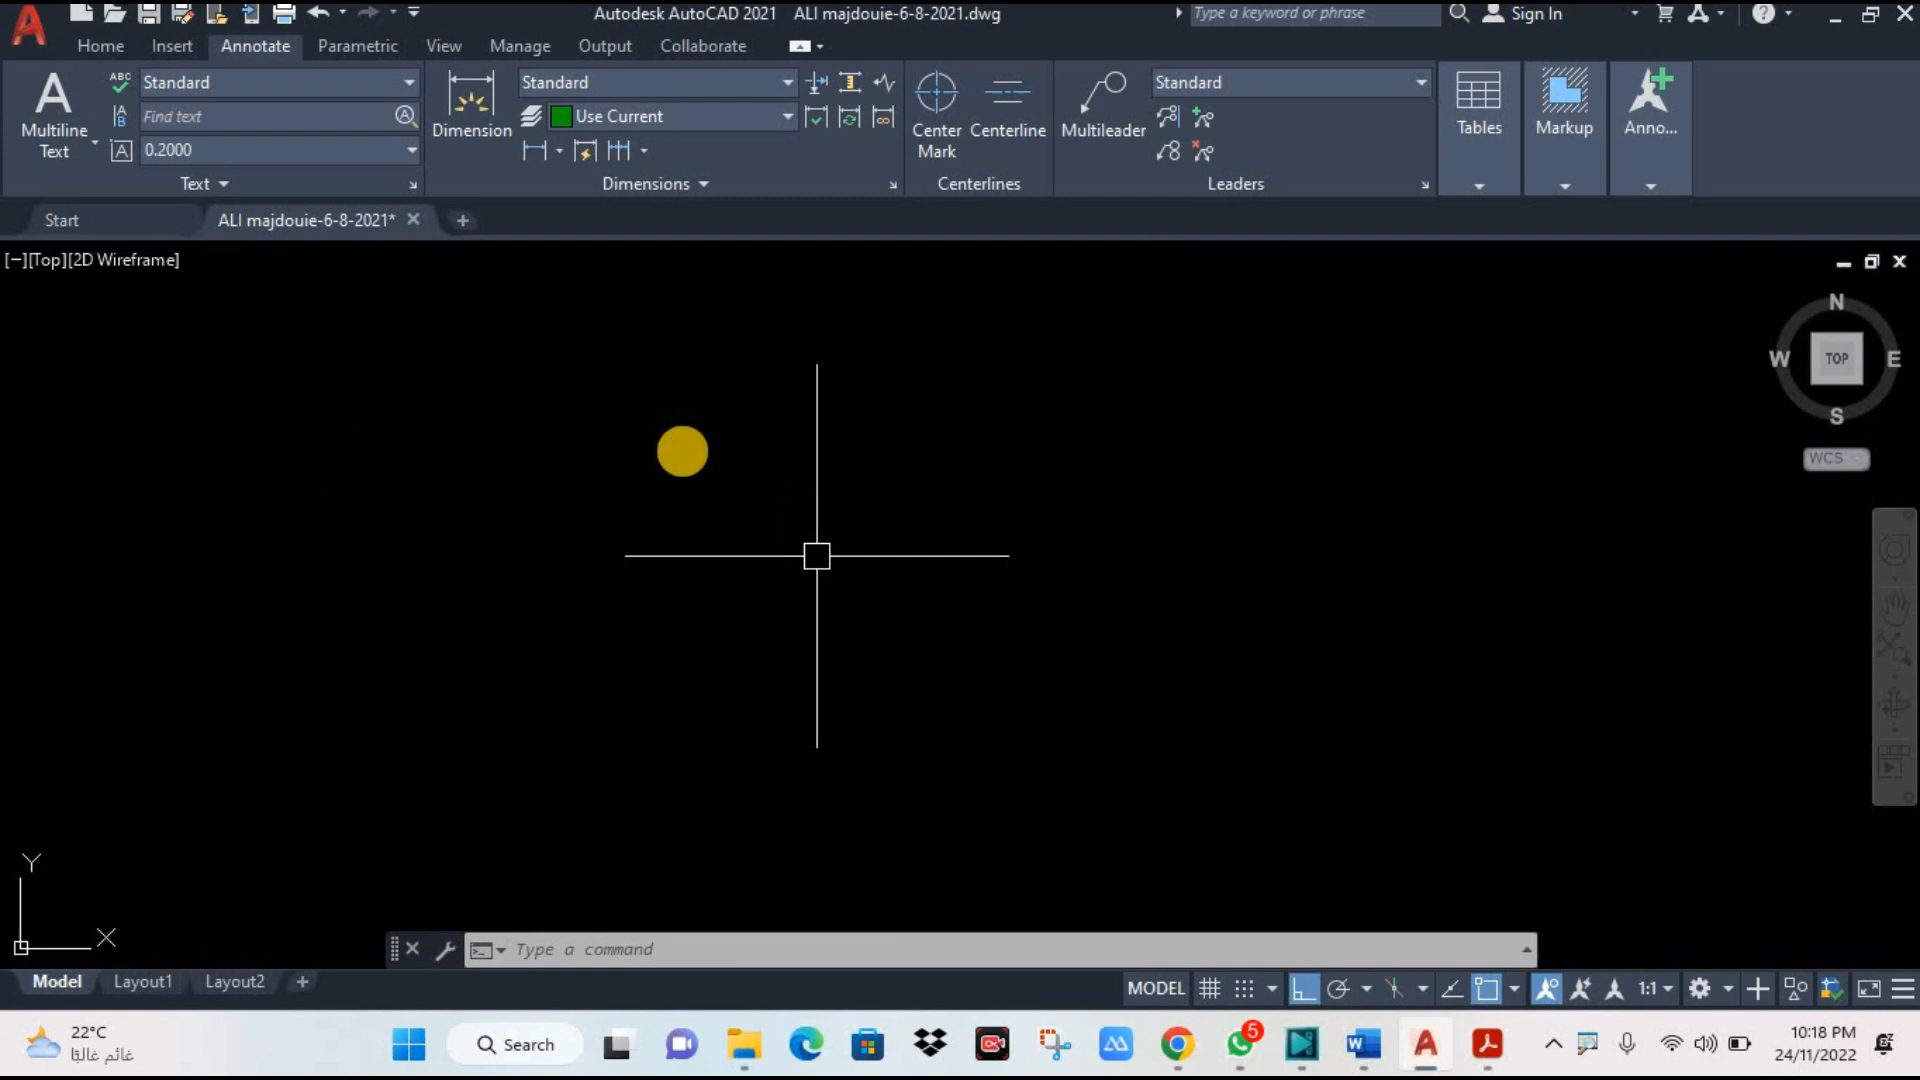 Autodesk AutoCAD 2021 ALI majdouie-6-8-2021.dwg
Type a keyword or phrase
Sign In
Home Insert Annotate Parametric View Manage Output Collaborate
Multiline Text
Standard
Find text
0.2000
Text
Dimension
Standard
Use Current
Dimensions
Center Mark
Centerline
Centerlines
Multileader
Standard
Leaders
Tables
Markup
Anno...
Start
ALI majdouie-6-8-2021*
[−][Top][2D Wireframe]
N
W TOP E
S
WCS
Y
X
Type a command
Model Layout1 Layout2
MODEL
1:1
22°C
غائم غالبًا
Search
5
10:18 PM
24/11/2022